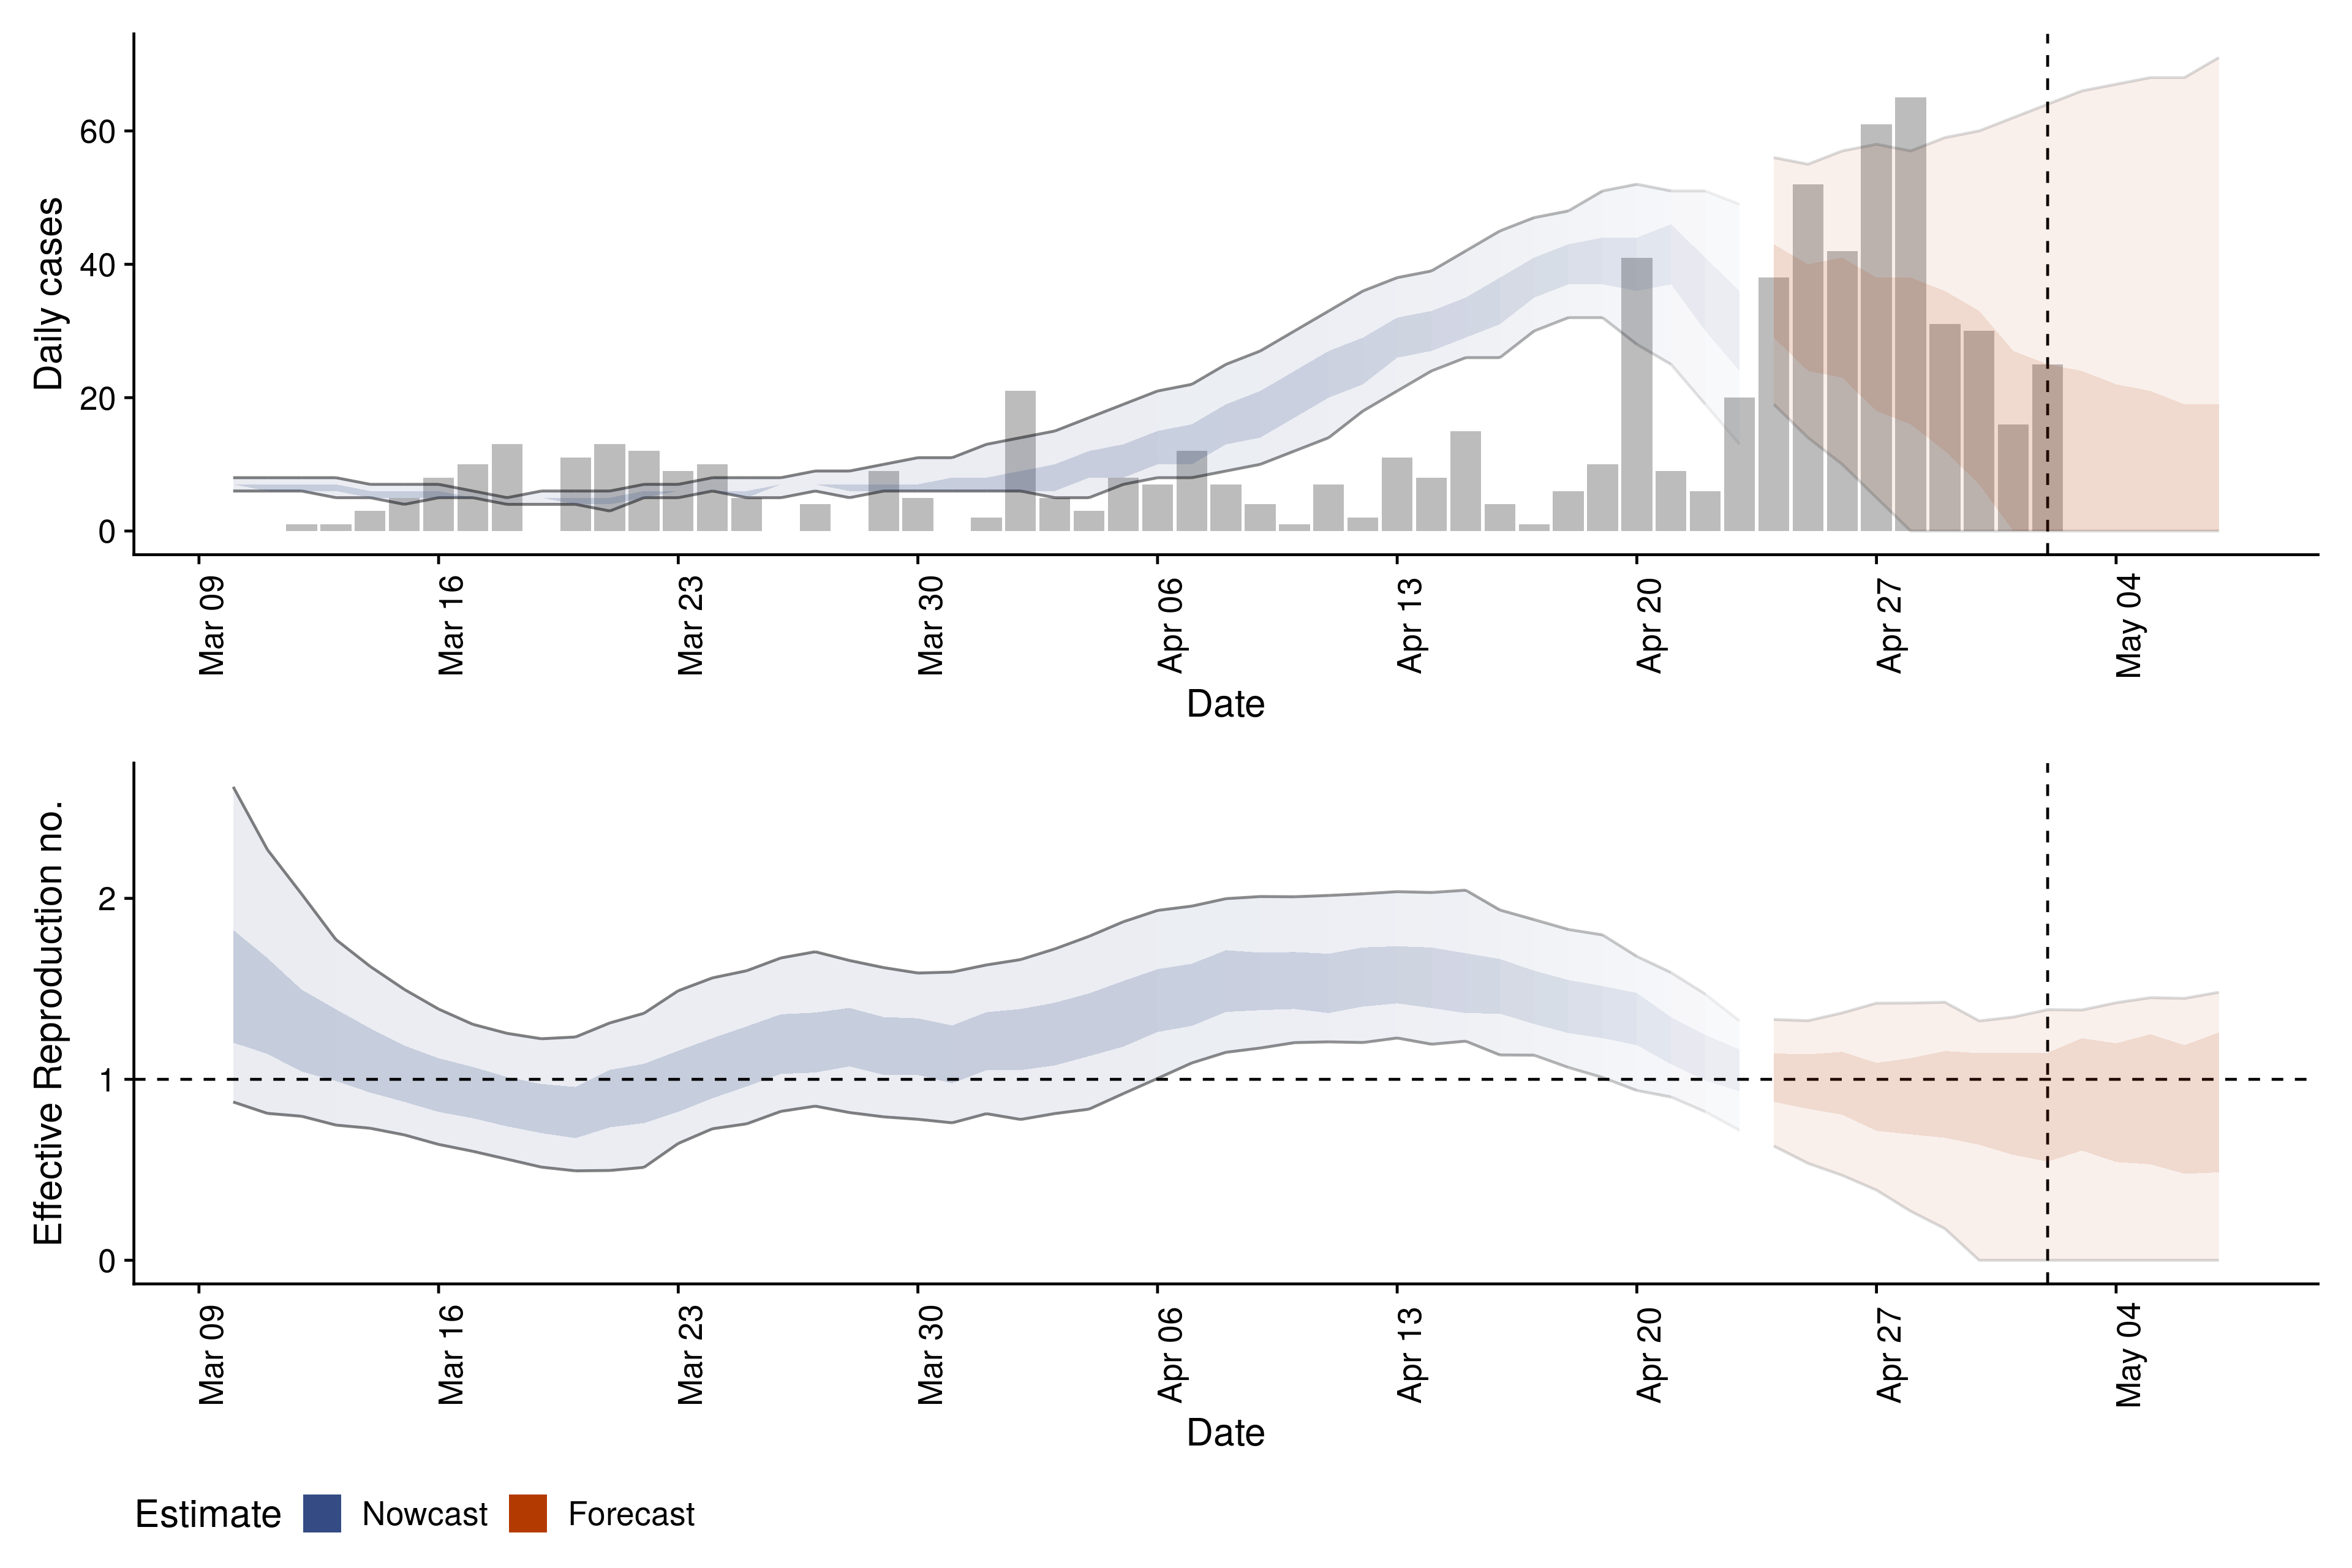 Daily cases
60
40
20
0
Mar 09
Mar 16
Mar 23
Mar 30
Apr 06
Apr 13
Apr 20
Apr 27
May 04
Date
Effective Reproduction no.
2
1
0
Mar 09
Mar 16
Mar 23
Mar 30
Apr 06
Apr 13
Apr 20
Apr 27
May 04
Date
Estimate Nowcast Forecast